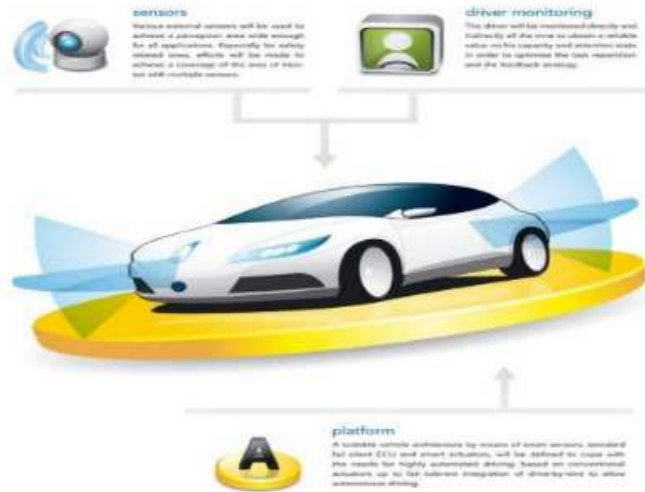 sensors
Various external sensors will be used to
achieve a perception area wide enough
for all applications. Especially for safety
related ones, efforts will be made to
achieve a coverage of the area of
with multiple sensors.
driver monitoring
The driver will be monitored directly and
indirectly all the time to obtain a reliable
value on his capacity and attention state
in order to optimize the task repartition
and the feedback strategy.
platform
A scalable vehicle architecture by means of smart sensors, standard
fail silent ECU and smart actuators, will be defined to cope with
the needs for highly automated driving, based on conventional
actuators up to fail tolerant integration of drive-by-wire to allow
autonomous driving.
A